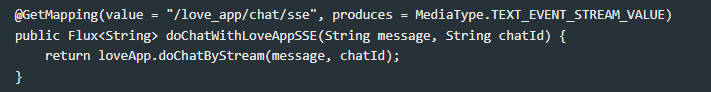 @GetMapping(value = "/love_app/chat/sse", produces = MediaType.TEXT_EVENT_STREAM_VALUE)
public Flux<String> doChatWithLoveAppSSE(String message, String chatId) {
    return loveApp.doChatByStream(message, chatId);
}